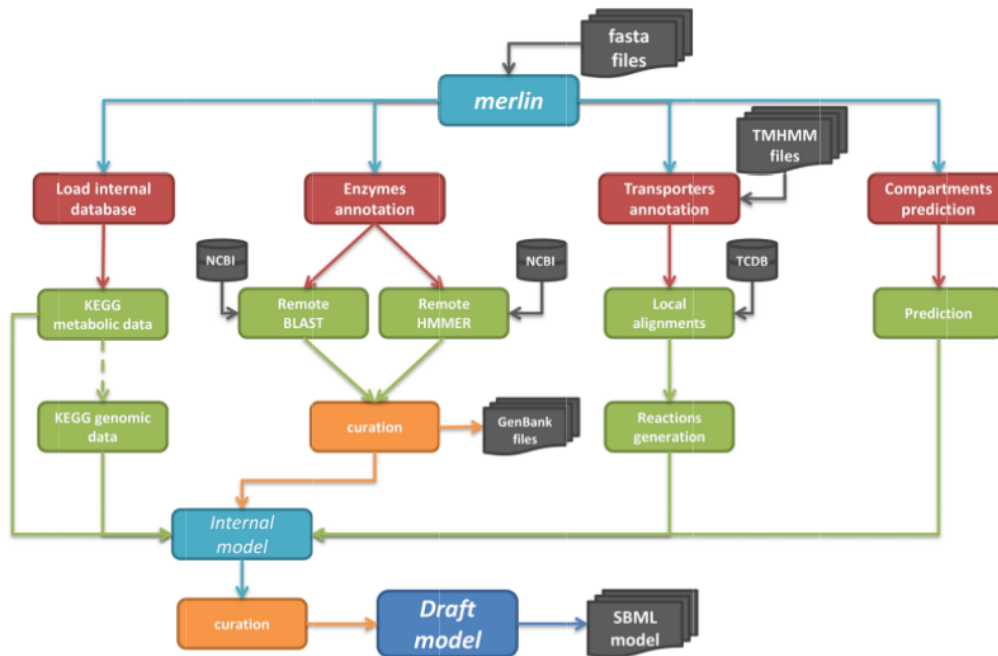 fasta
files
merlin
TMHMM
files
Load internal
database
Enzymes
annotation
Transporters
annotation
Compartments
prediction
NCBI
NCBI
TCDB
KEGG
metabolic data
Remote
BLAST
Remote
HMMER
Local
alignments
Prediction
KEGG genomic
data
curation
GenBank
files
Reactions
generation
Internal
model
curation
Draft
model
SBML
model